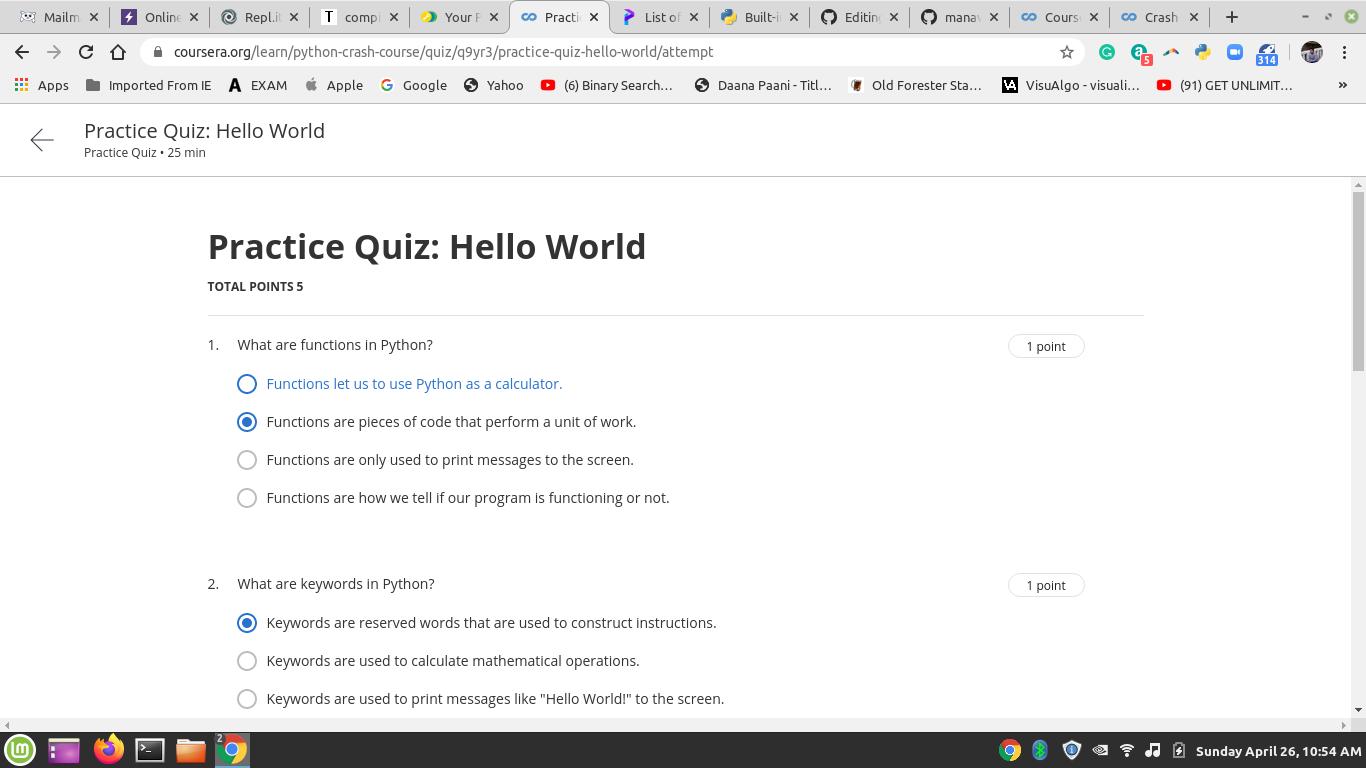 Mailm
Online
Repl.it
compl
Your P
Practi
List of
Built-i
Editing
manav
Cours
Crash
coursera.org/learn/python-crash-course/quiz/q9yr3/practice-quiz-hello-world/attempt
5
314
Apps
Imported From IE
EXAM
Apple
Google
Yahoo
(6) Binary Search...
Daana Paani - Titl...
Old Forester Sta...
VisuAlgo - visuali...
(91) GET UNLIMIT...
»
Practice Quiz: Hello World
Practice Quiz • 25 min
Practice Quiz: Hello World
TOTAL POINTS 5
1. What are functions in Python?
1 point
Functions let us to use Python as a calculator.
Functions are pieces of code that perform a unit of work.
Functions are only used to print messages to the screen.
Functions are how we tell if our program is functioning or not.
2. What are keywords in Python?
1 point
Keywords are reserved words that are used to construct instructions.
Keywords are used to calculate mathematical operations.
Keywords are used to print messages like "Hello World!" to the screen.
2
Sunday April 26, 10:54 AM